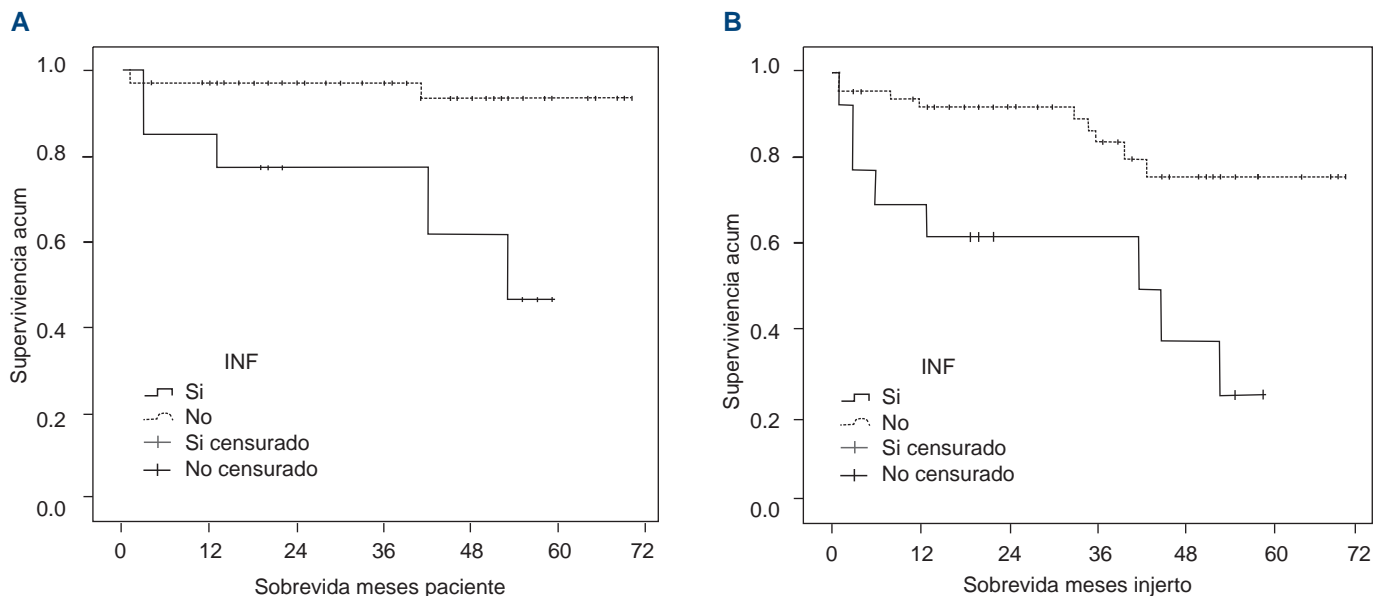 A
Superviviencia acum
1.0
0.8
0.6
0.4
0.2
0.0
INF
Si
No
Si censurado
No censurado
0 12 24 36 48 60 72
Sobrevida meses paciente
B
Superviviencia acum
1.0
0.8
0.6
0.4
0.2
0.0
INF
Si
No
Si censurado
No censurado
0 12 24 36 48 60 72
Sobrevida meses injerto